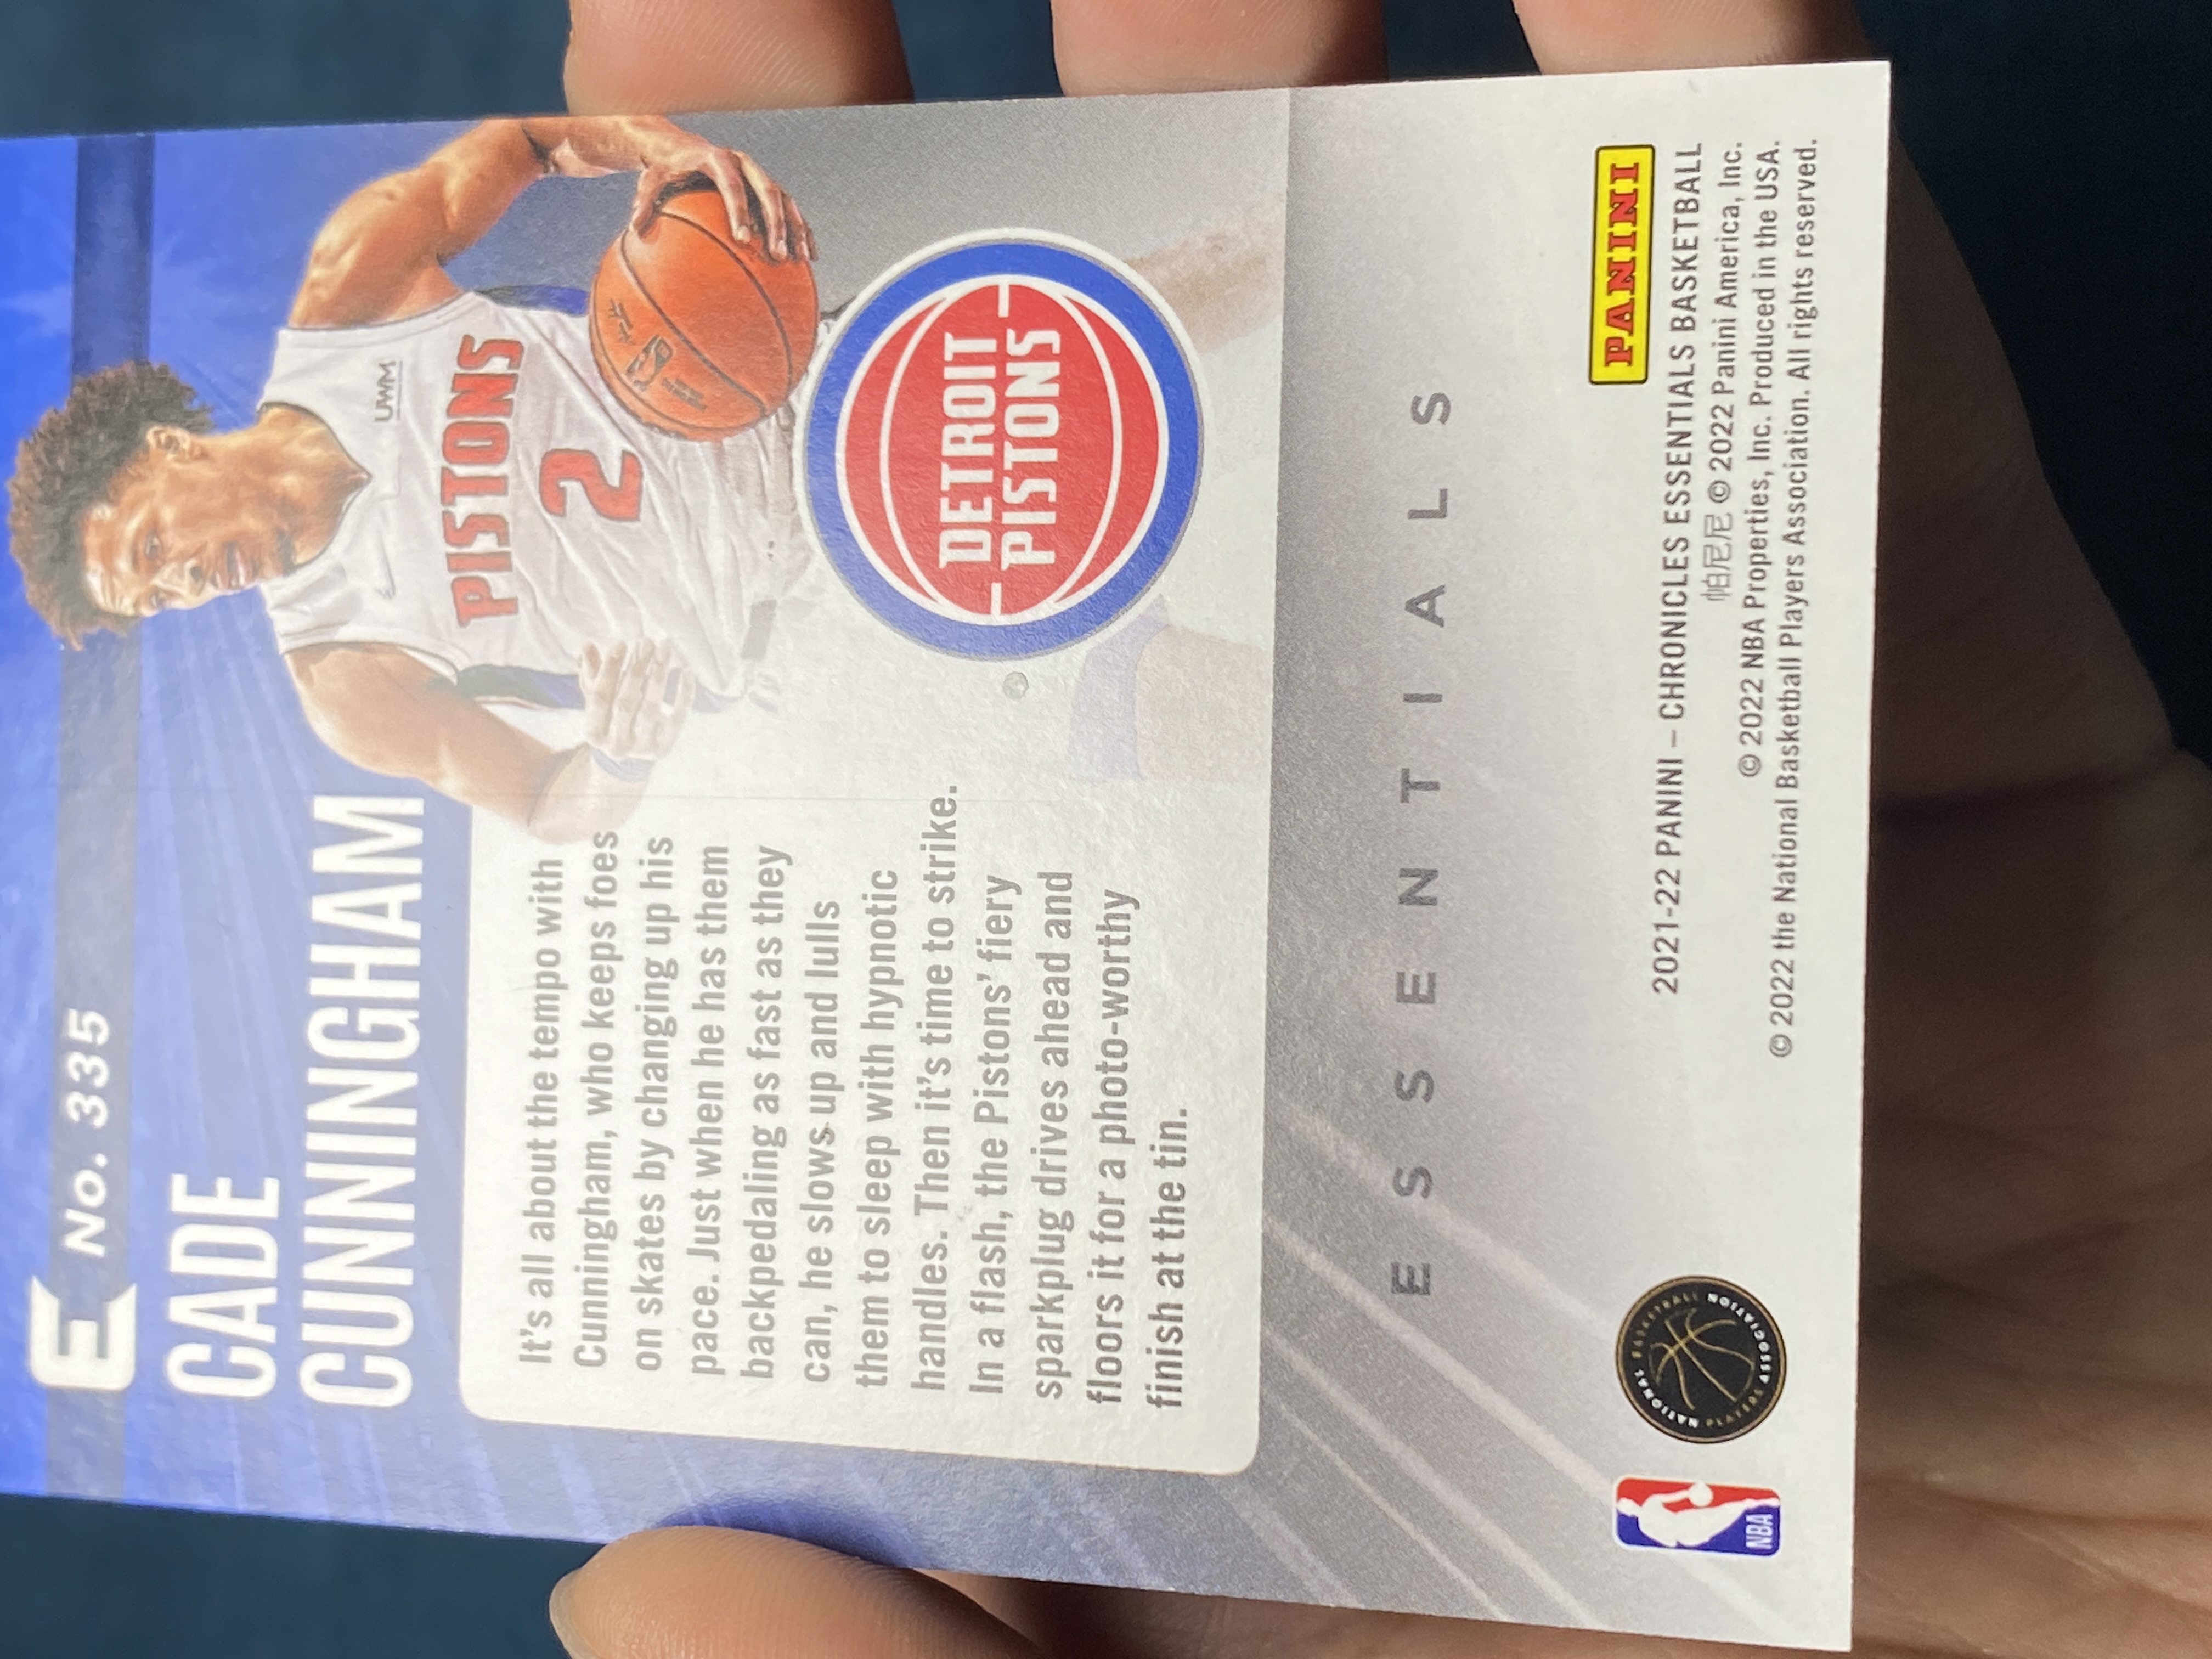 E No. 335
CADE
CUNNINGHAM
UWM
PISTONS
2
DETROIT
PISTONS
It's all about the tempo with
Cunningham, who keeps foes
on skates by changing up his
pace. Just when he has them
backpedaling as fast as they
can, he slows up and lulls
them to sleep with hypnotic
handles. Then it's time to strike.
In a flash, the Pistons' fiery
sparkplug drives ahead and
floors it for a photo-worthy
finish at the tin.
ESSENTIALS
PANINI
2021-22 PANINI – CHRONICLES ESSENTIALS BASKETBALL
帕尼尼 © 2022 Panini America, Inc.
© 2022 NBA Properties, Inc. Produced in the USA.
© 2022 the National Basketball Players Association. All rights reserved.
NBA
NATIONAL BASKETBALL
PLAYERS ASSOCIATION